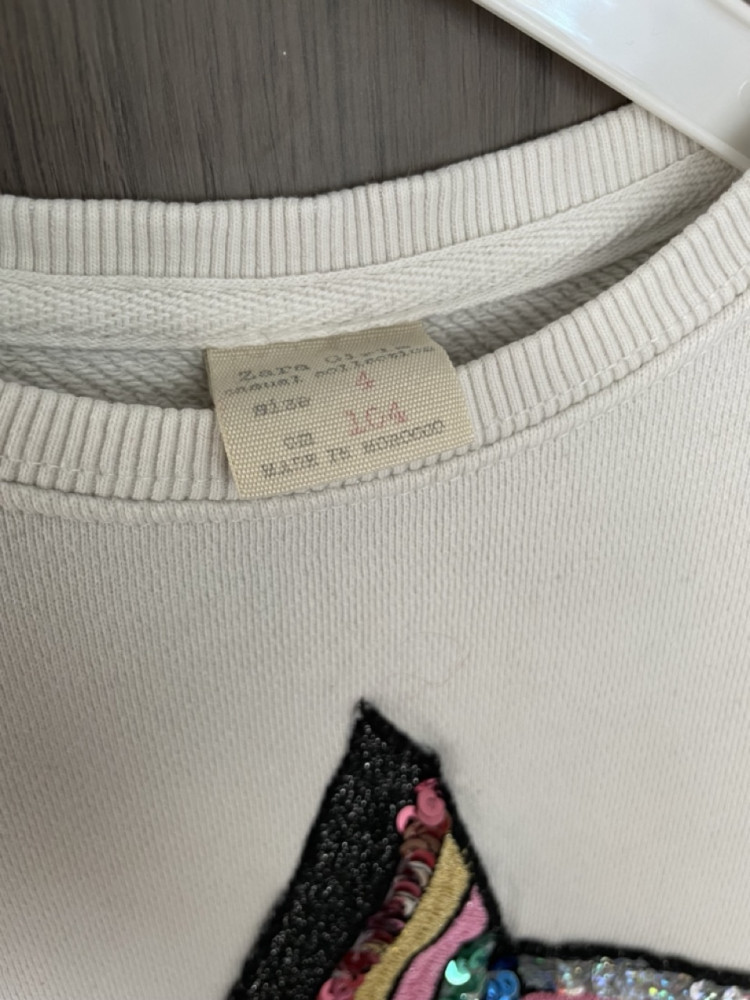 Zara Girls
casual collection
size 4
cm 104
MADE IN MOROCCO